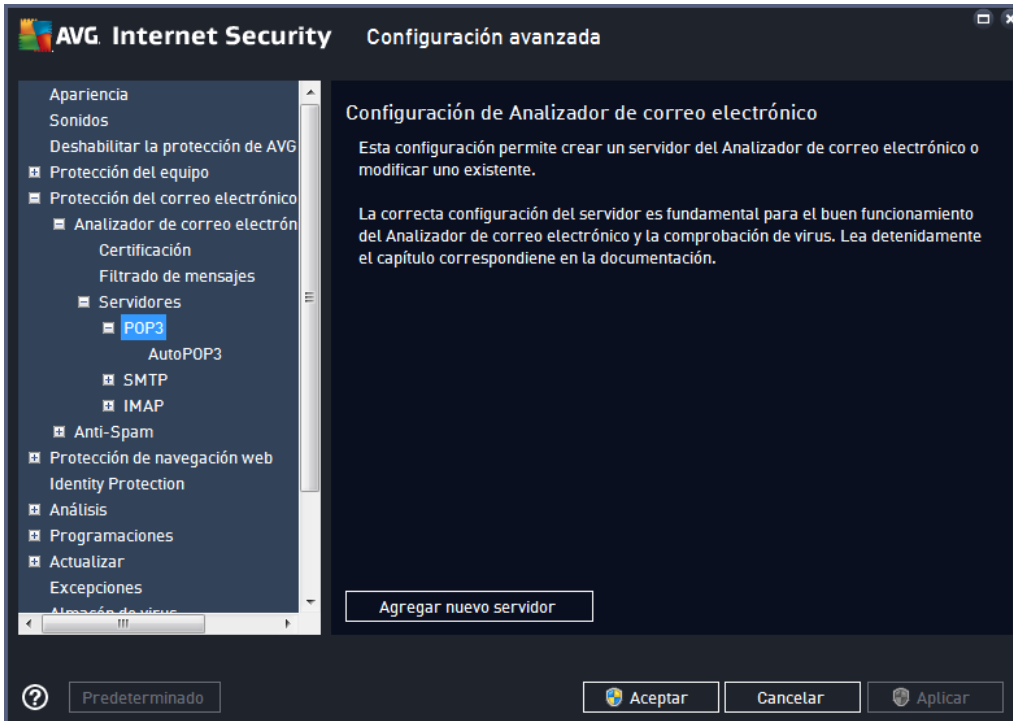 AVG. Internet Security Configuración avanzada
Apariencia
Sonidos
Deshabilitar la protección de AVG
Protección del equipo
Protección del correo electrónico
Analizador de correo electrón
Certificación
Filtrado de mensajes
Servidores
POP3
AutoPOP3
SMTP
IMAP
Anti-Spam
Protección de navegación web
Identity Protection
Análisis
Programaciones
Actualizar
Excepciones
Almacén de virus
Configuración de Analizador de correo electrónico
Esta configuración permite crear un servidor del Analizador de correo electrónico o
modificar uno existente.
La correcta configuración del servidor es fundamental para el buen funcionamiento
del Analizador de correo electrónico y la comprobación de virus. Lea detenidamente
el capítulo correspondiene en la documentación.
Agregar nuevo servidor
Predeterminado
Aceptar
Cancelar
Aplicar